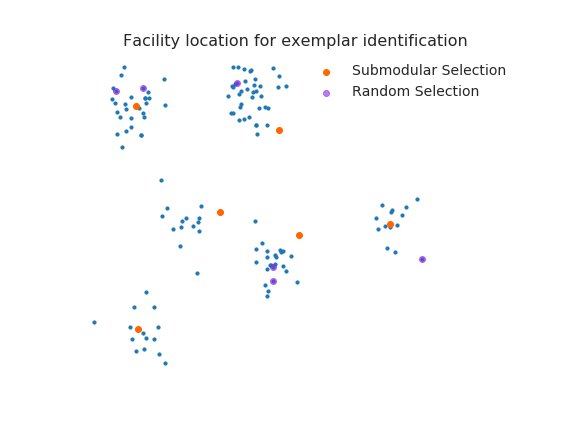 Facility location for exemplar identification
Submodular Selection
Random Selection